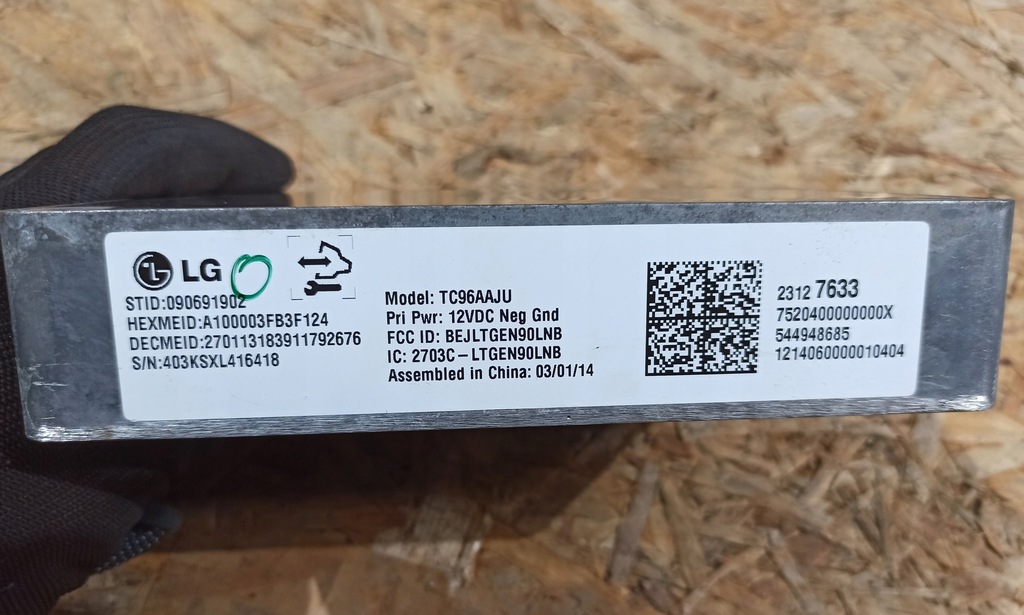 LG
STID:090691902
HEXMEID:A100003FB3F124
DECMEID:270113183911792676
S/N:403KSXL416418
Model: TC96AAJU
Pri Pwr: 12VDC Neg Gnd
FCC ID: BEJLTGEN90LNB
IC: 2703C-LTGEN90LNB
Assembled in China: 03/01/14
2312 7633
7520400000000X
544948685
1214060000010404